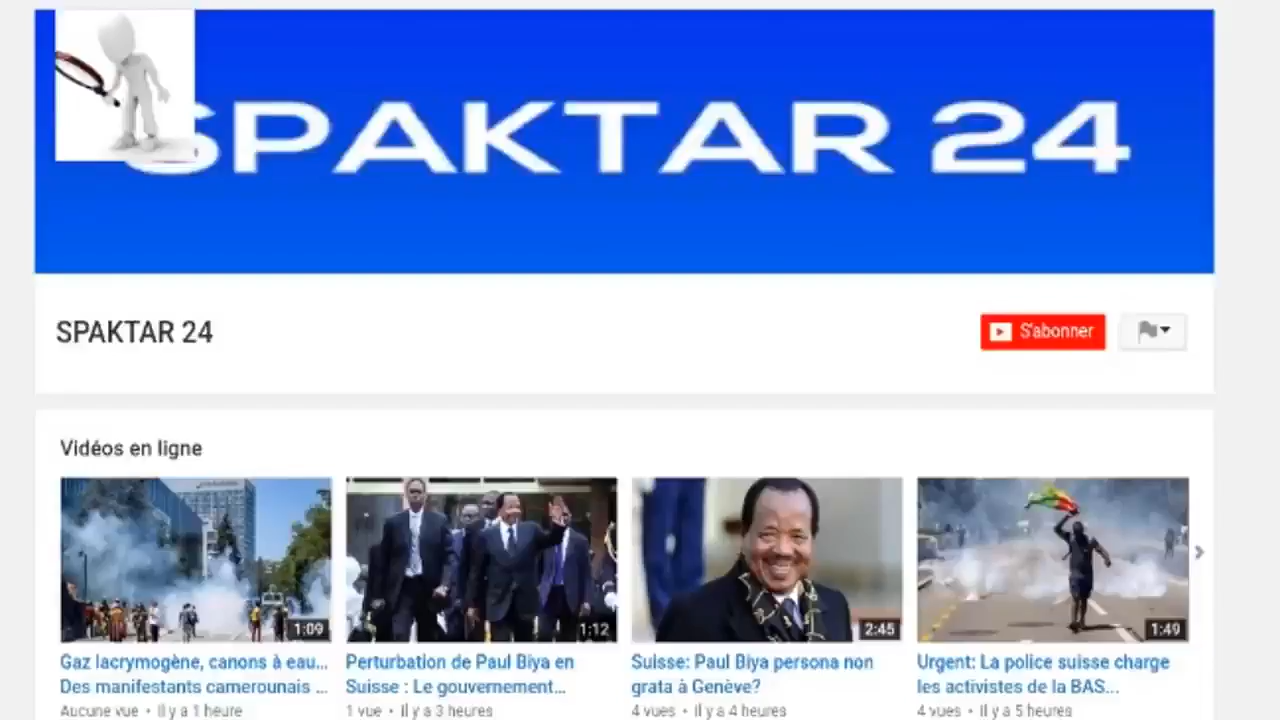 SPAKTAR 24
SPAKTAR 24
S'abonner
Vidéos en ligne
1:09
1:12
2:45
1:49
Gaz lacrymogène, canons à eau...
Des manifestants camerounais ...
Aucune vue • Il y a 1 heure
Perturbation de Paul Biya en
Suisse : Le gouvernement...
1 vue • Il y a 3 heures
Suisse: Paul Biya persona non
grata à Genève?
4 vues • Il y a 4 heures
Urgent: La police suisse charge
les activistes de la BAS...
4 vues • Il y a 5 heures